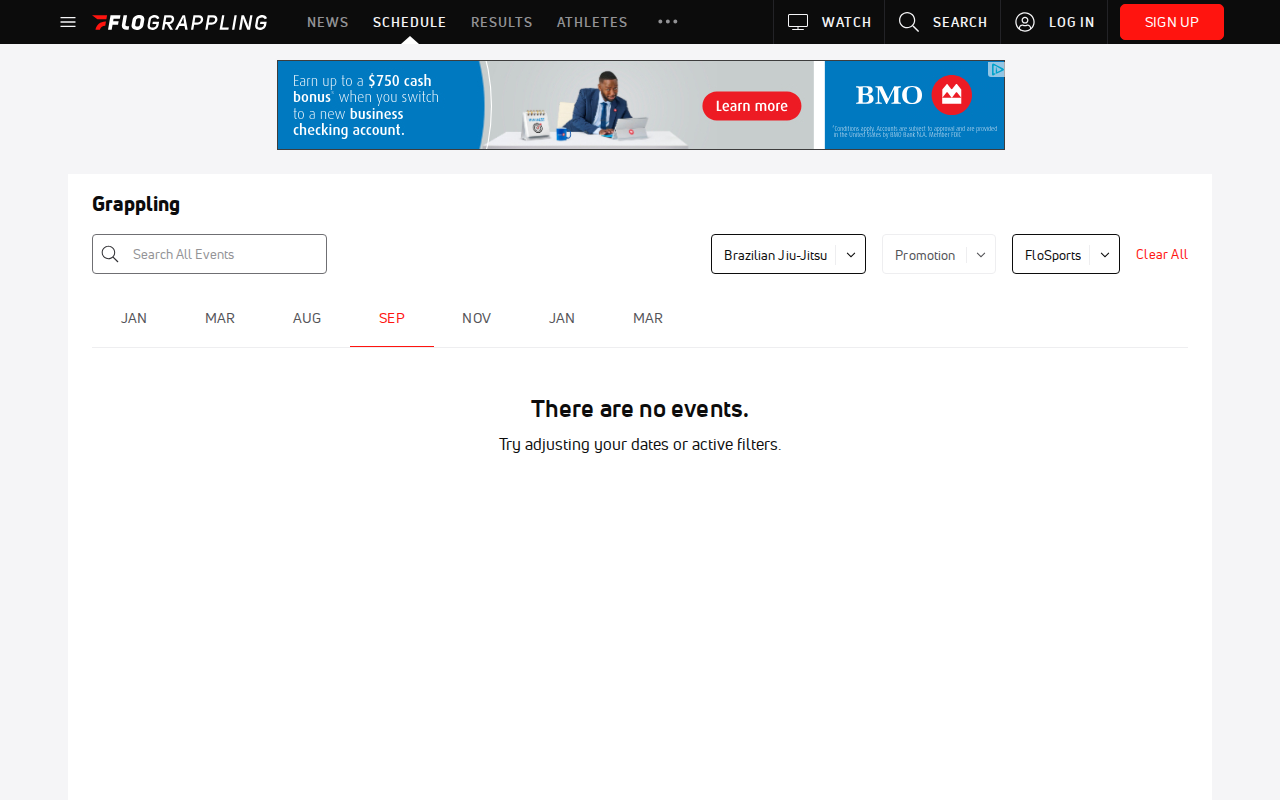 FLOGRAPPLING
NEWS
SCHEDULE
RESULTS
ATHLETES
WATCH
SEARCH
LOG IN
SIGN UP
Earn up to a $750 cash
bonus* when you switch
to a new business
checking account.
Learn more
BMO
*Conditions apply. Accounts are subject to approval and are provided
in the United States by BMO Bank N.A. Member FDIC
Grappling
Search All Events
Brazilian Jiu-Jitsu
Promotion
FloSports
Clear All
JAN
MAR
AUG
SEP
NOV
JAN
MAR
There are no events.
Try adjusting your dates or active filters.